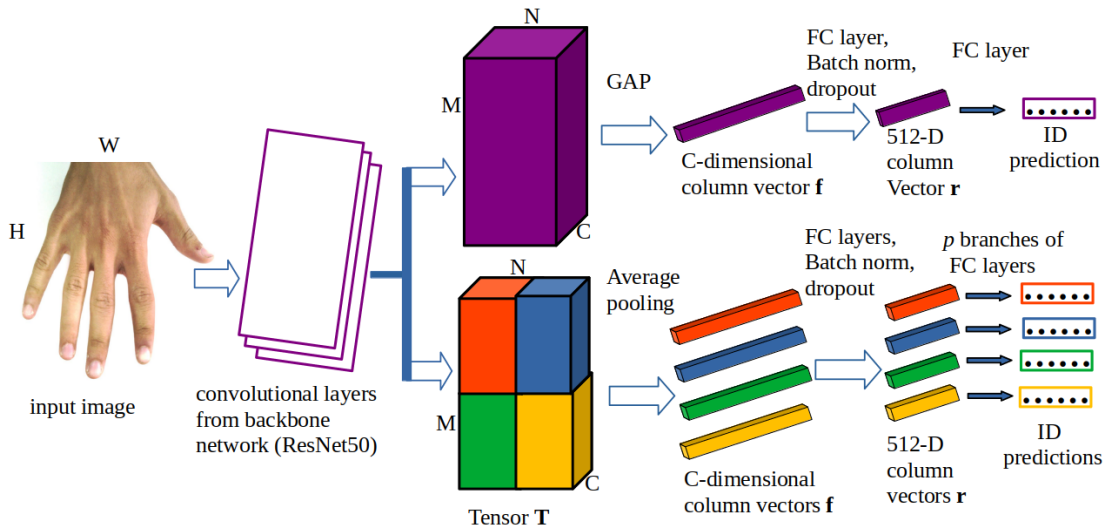 W
H
input image
convolutional layers
from backbone
network (ResNet50)
N
M
C
GAP
C-dimensional
column vector f
FC layer,
Batch norm,
dropout
512-D
column
Vector r
FC layer
ID
prediction
N
M
C
Tensor T
Average
pooling
C-dimensional
column vectors f
FC layers,
Batch norm,
dropout
512-D
column
vectors r
p branches of
FC layers
ID
predictions